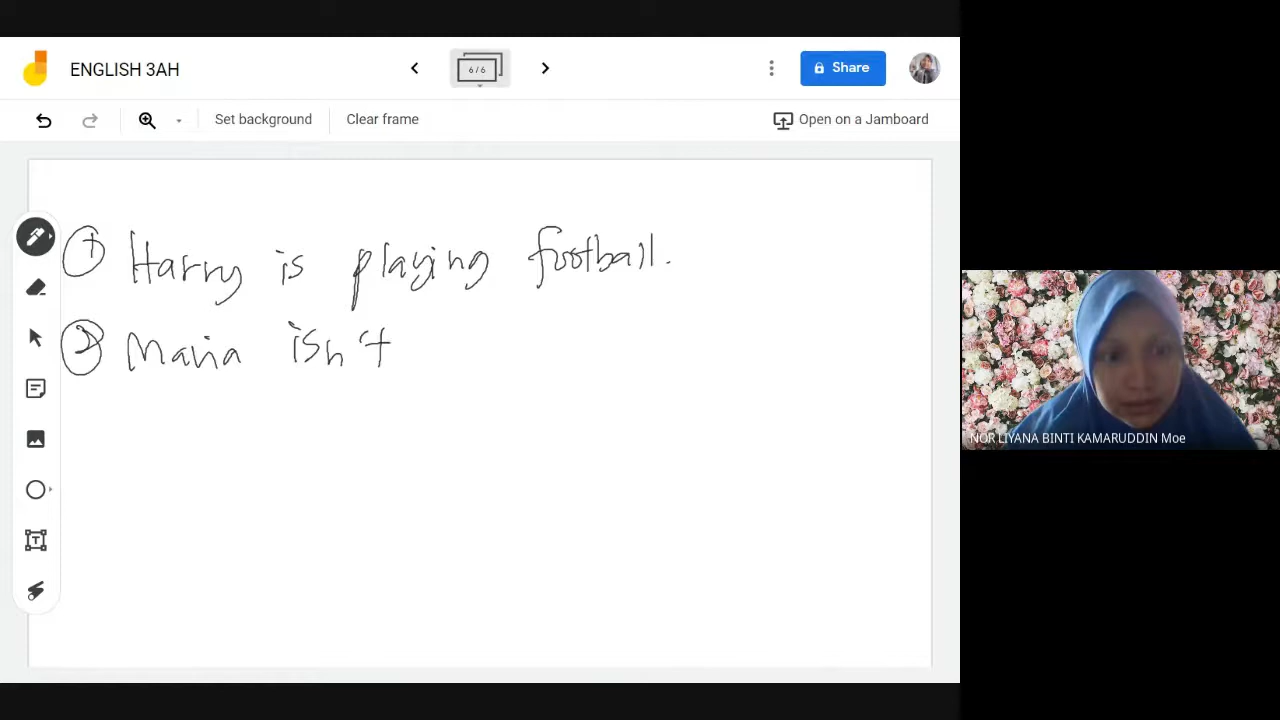 ENGLISH 3AH
6/6
Share
Set background
Clear frame
Open on a Jamboard
① Harry is playing football.
② Maria isn't
T
NOR LIYANA BINTI KAMARUDDIN Moe